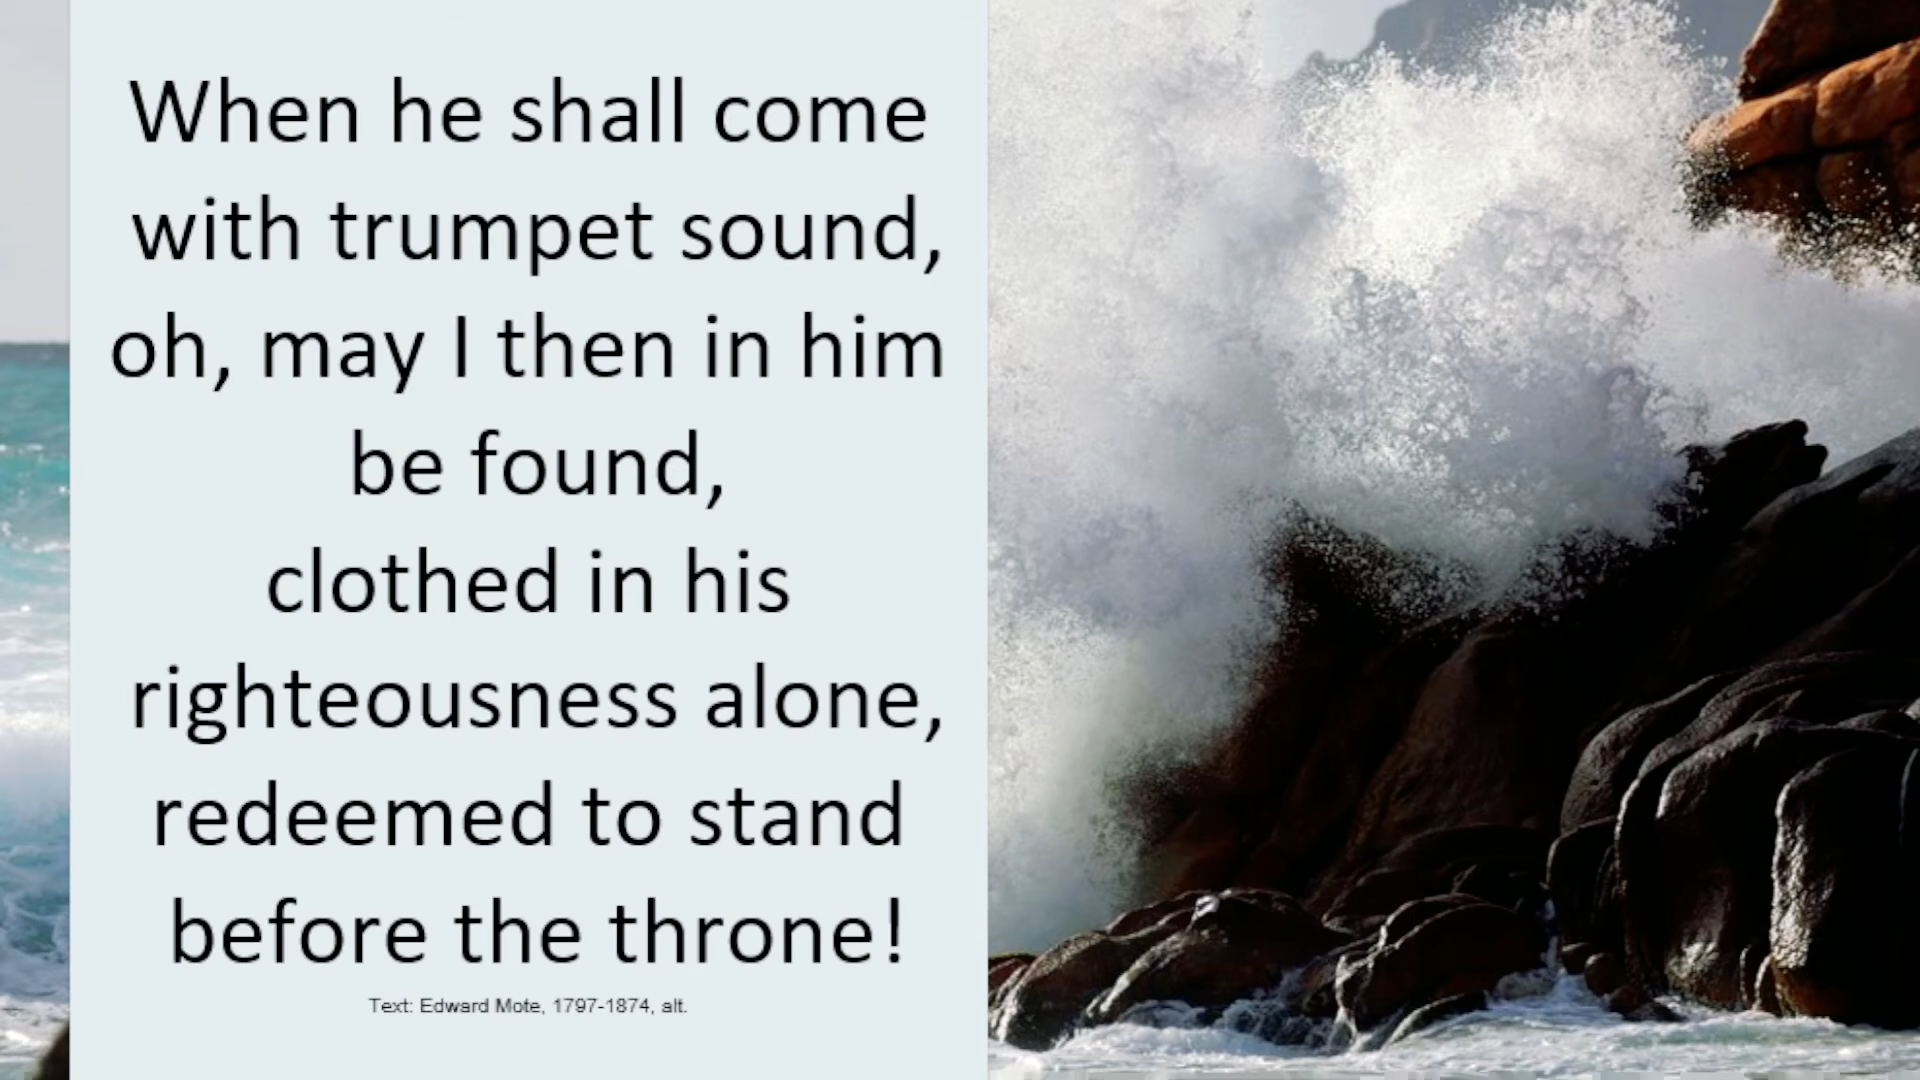 When he shall come
with trumpet sound,
oh, may I then in him
be found,
clothed in his
righteousness alone,
redeemed to stand
before the throne!
Text: Edward Mote, 1797-1874, alt.